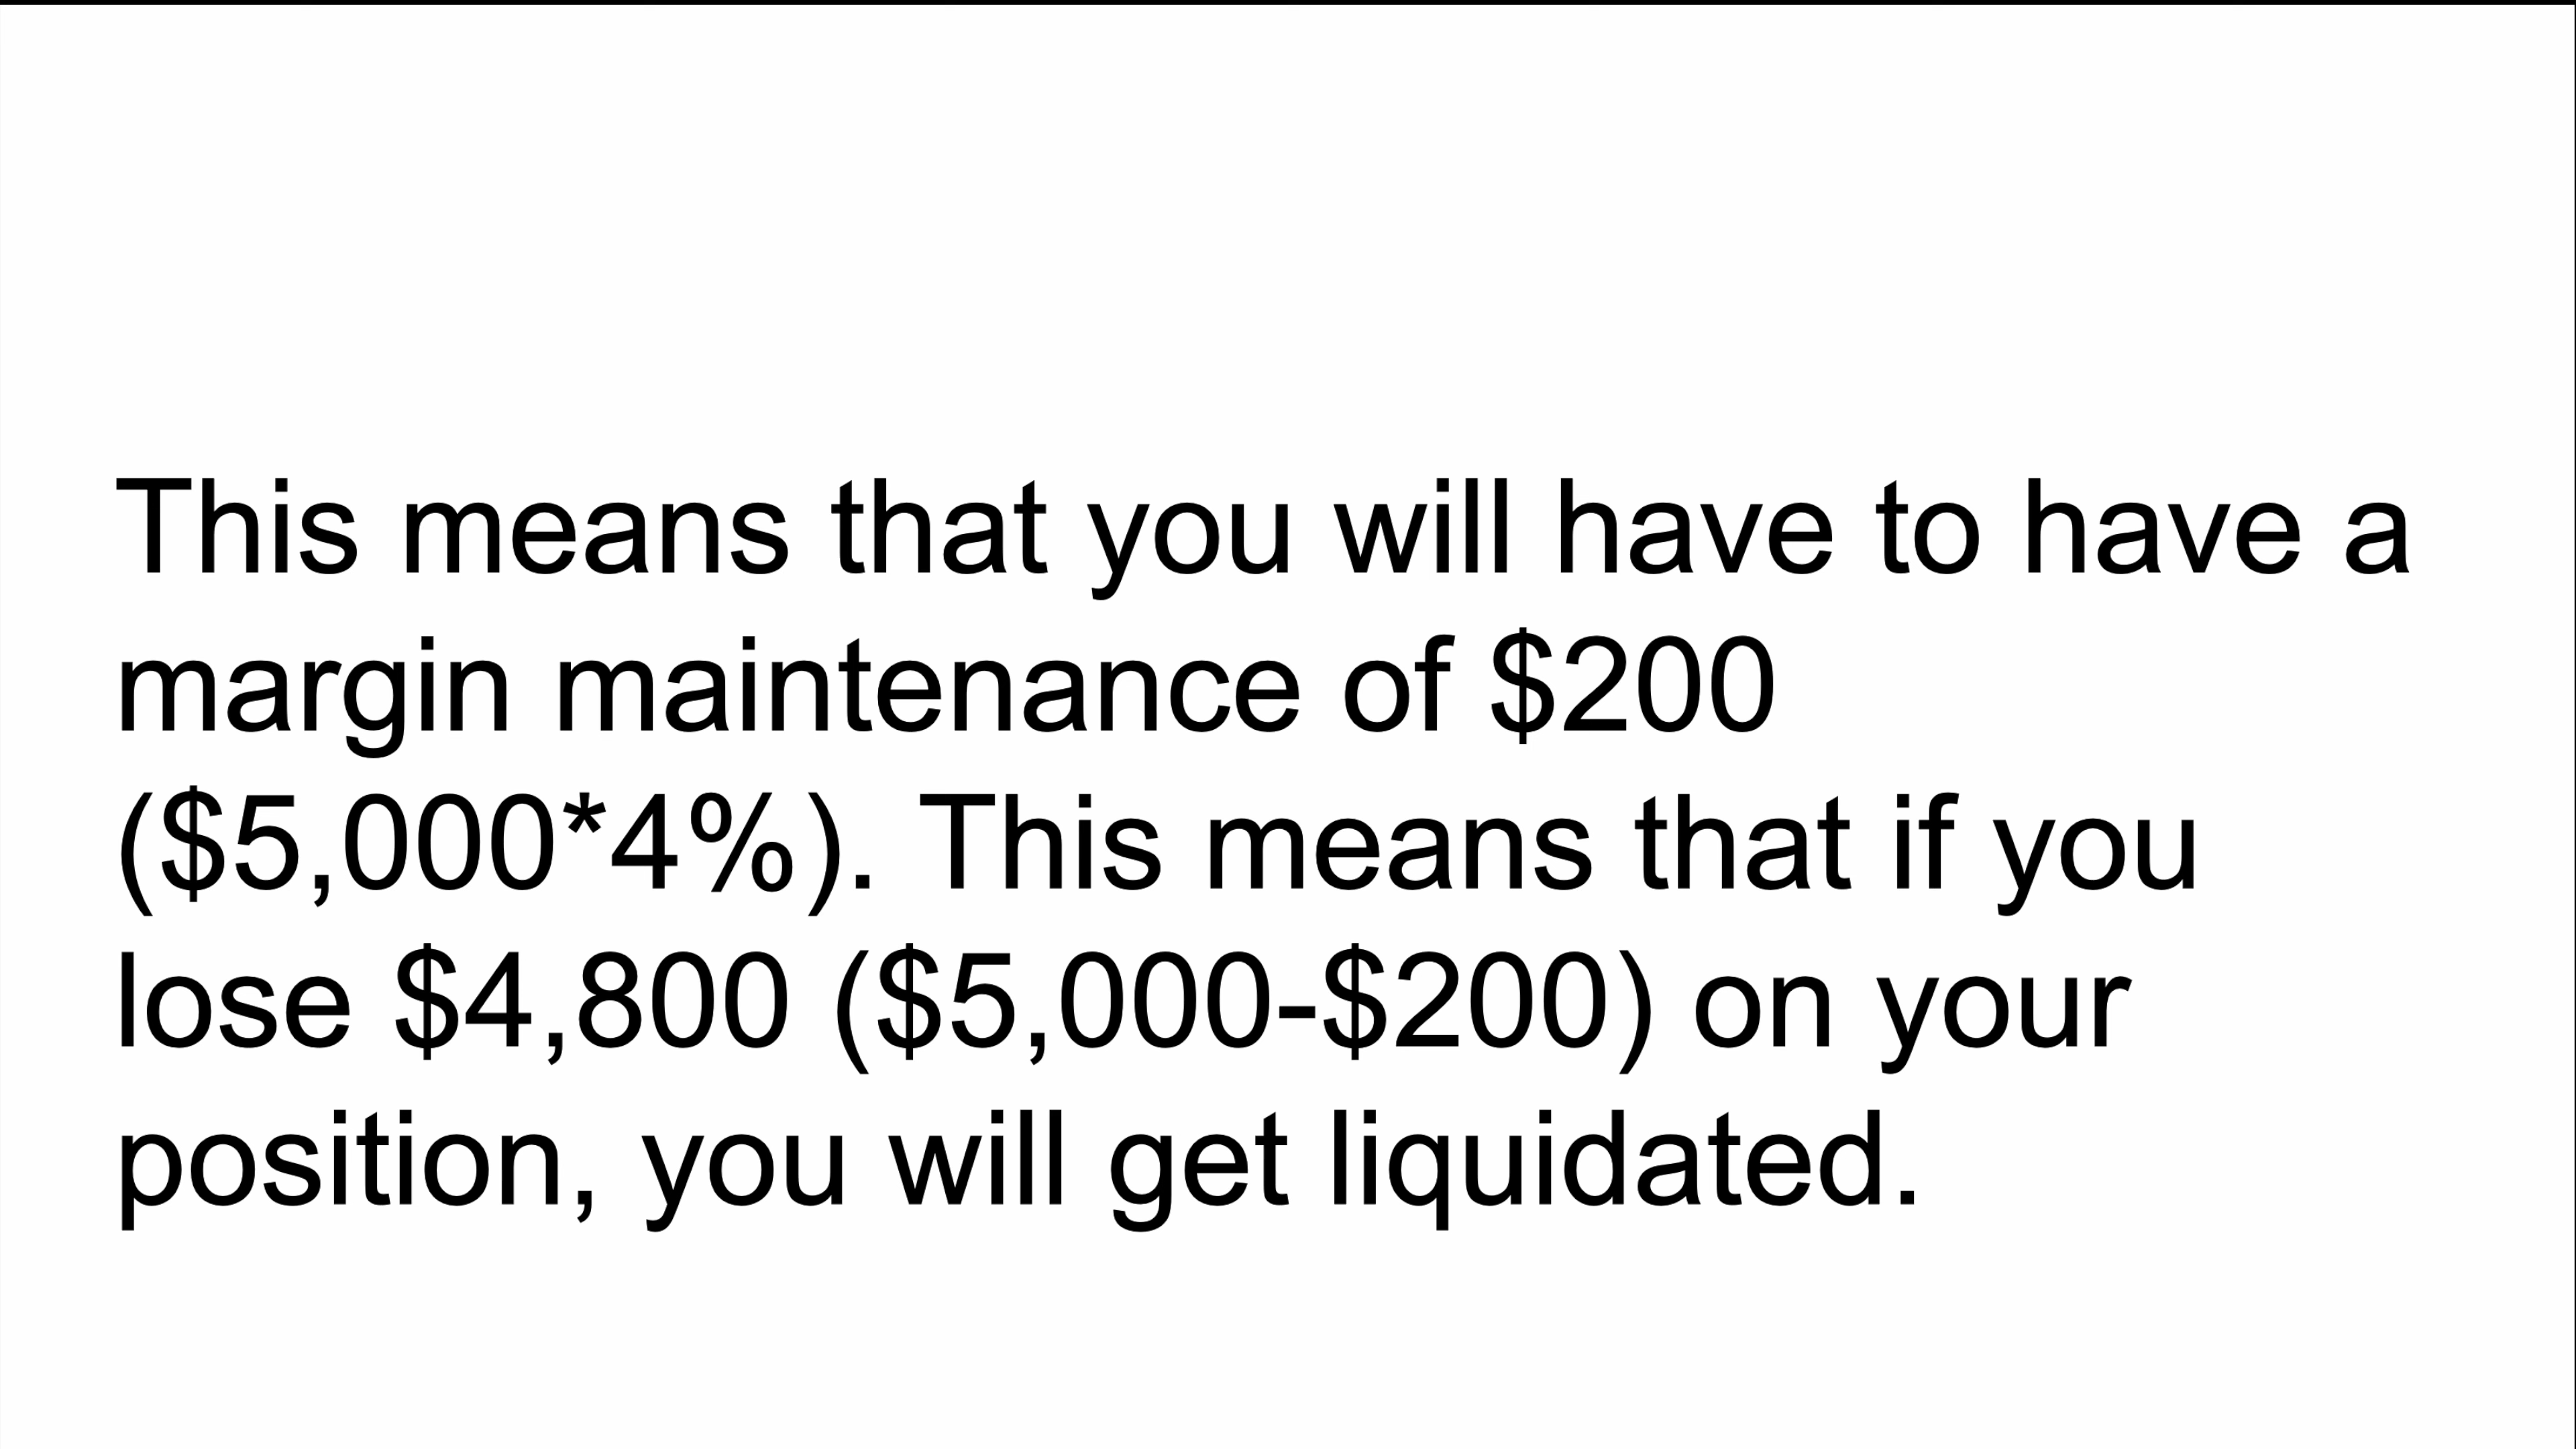 This means that you will have to have a
margin maintenance of $200
($5,000*4%). This means that if you
lose $4,800 ($5,000-$200) on your
position, you will get liquidated.